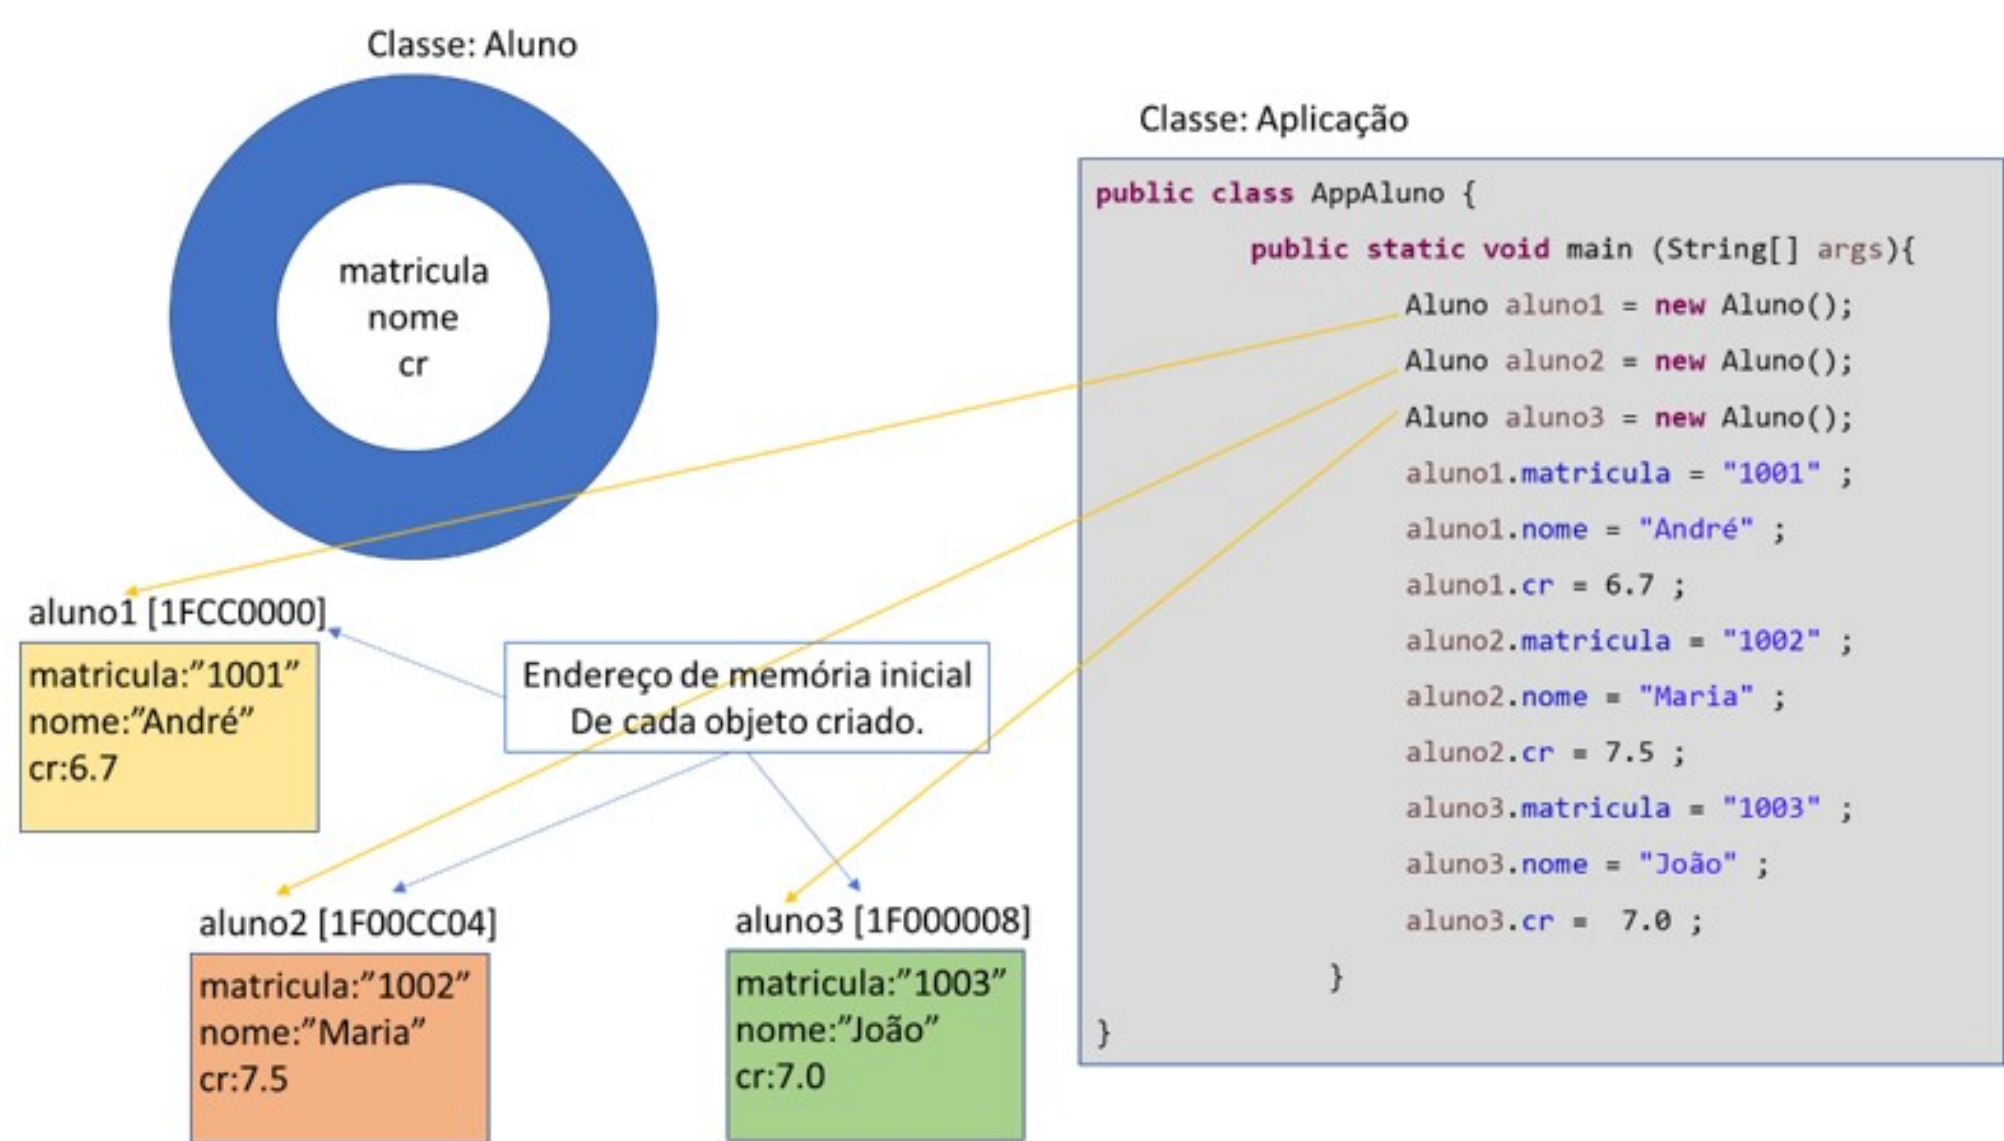 Classe: Aluno
matricula
nome
cr
Classe: Aplicação
public class AppAluno {
public static void main (String[] args){
Aluno aluno1 = new Aluno();
Aluno aluno2 = new Aluno();
Aluno aluno3 = new Aluno();
aluno1.matricula = "1001" ;
aluno1.nome = "André" ;
aluno1.cr = 6.7 ;
aluno2.matricula = "1002" ;
aluno2.nome = "Maria" ;
aluno2.cr = 7.5 ;
aluno3.matricula = "1003" ;
aluno3.nome = "João" ;
aluno3.cr =  7.0 ;
}
}
aluno1 [1FCC0000]
matricula:”1001”
nome:”André”
cr:6.7
Endereço de memória inicial
De cada objeto criado.
aluno2 [1F00CC04]
matricula:”1002”
nome:”Maria”
cr:7.5
aluno3 [1F000008]
matricula:”1003”
nome:”João”
cr:7.0